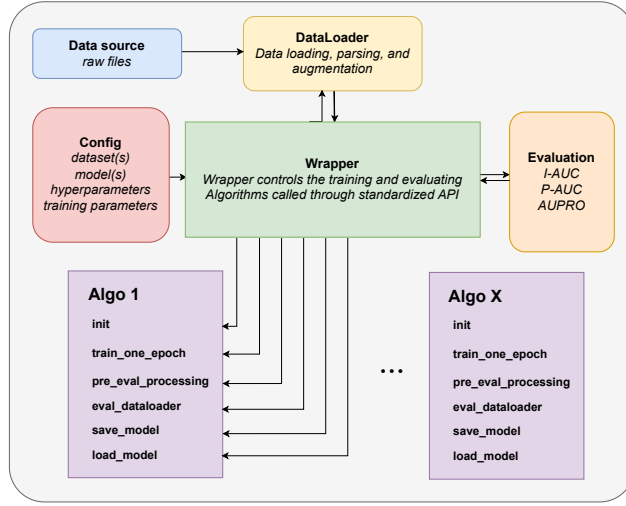 Data source
raw files
DataLoader
Data loading, parsing, and
augmentation
Config
dataset(s)
model(s)
hyperparameters
training parameters
Wrapper
Wrapper controls the training and evaluating
Algorithms called through standardized API
Evaluation
I-AUC
P-AUC
AUPRO
Algo 1
init
train_one_epoch
pre_eval_processing
eval_dataloader
save_model
load_model
...
Algo X
init
train_one_epoch
pre_eval_processing
eval_dataloader
save_model
load_model